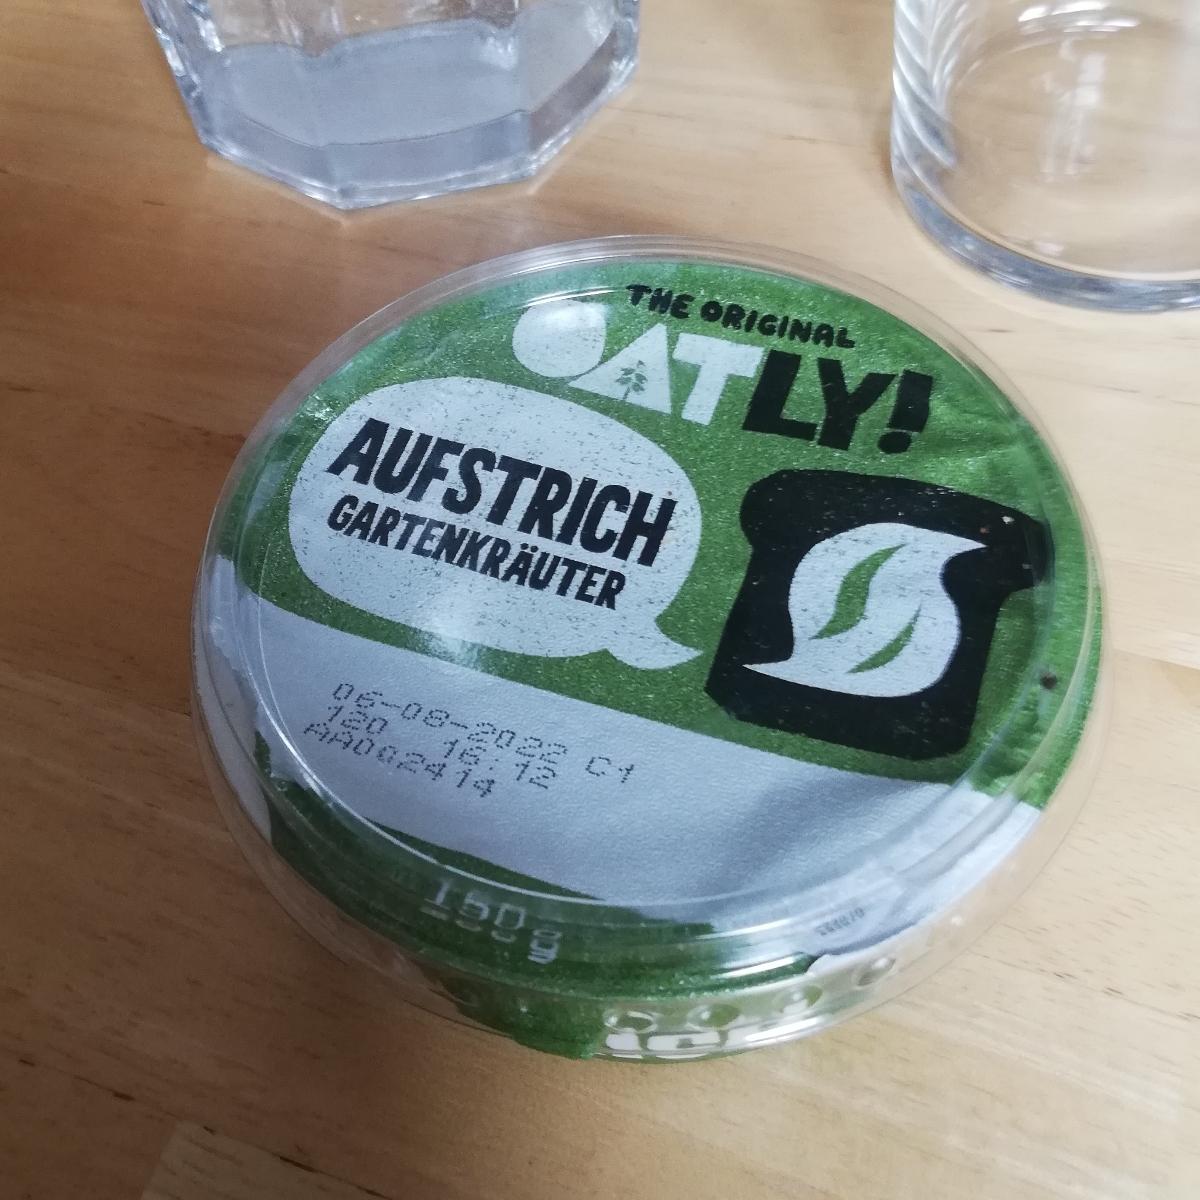 THE ORIGINAL
OATLY!
AUFSTRICH
GARTENKRÄUTER
06-08-2022 C1
120 16:12
AA002414
150g